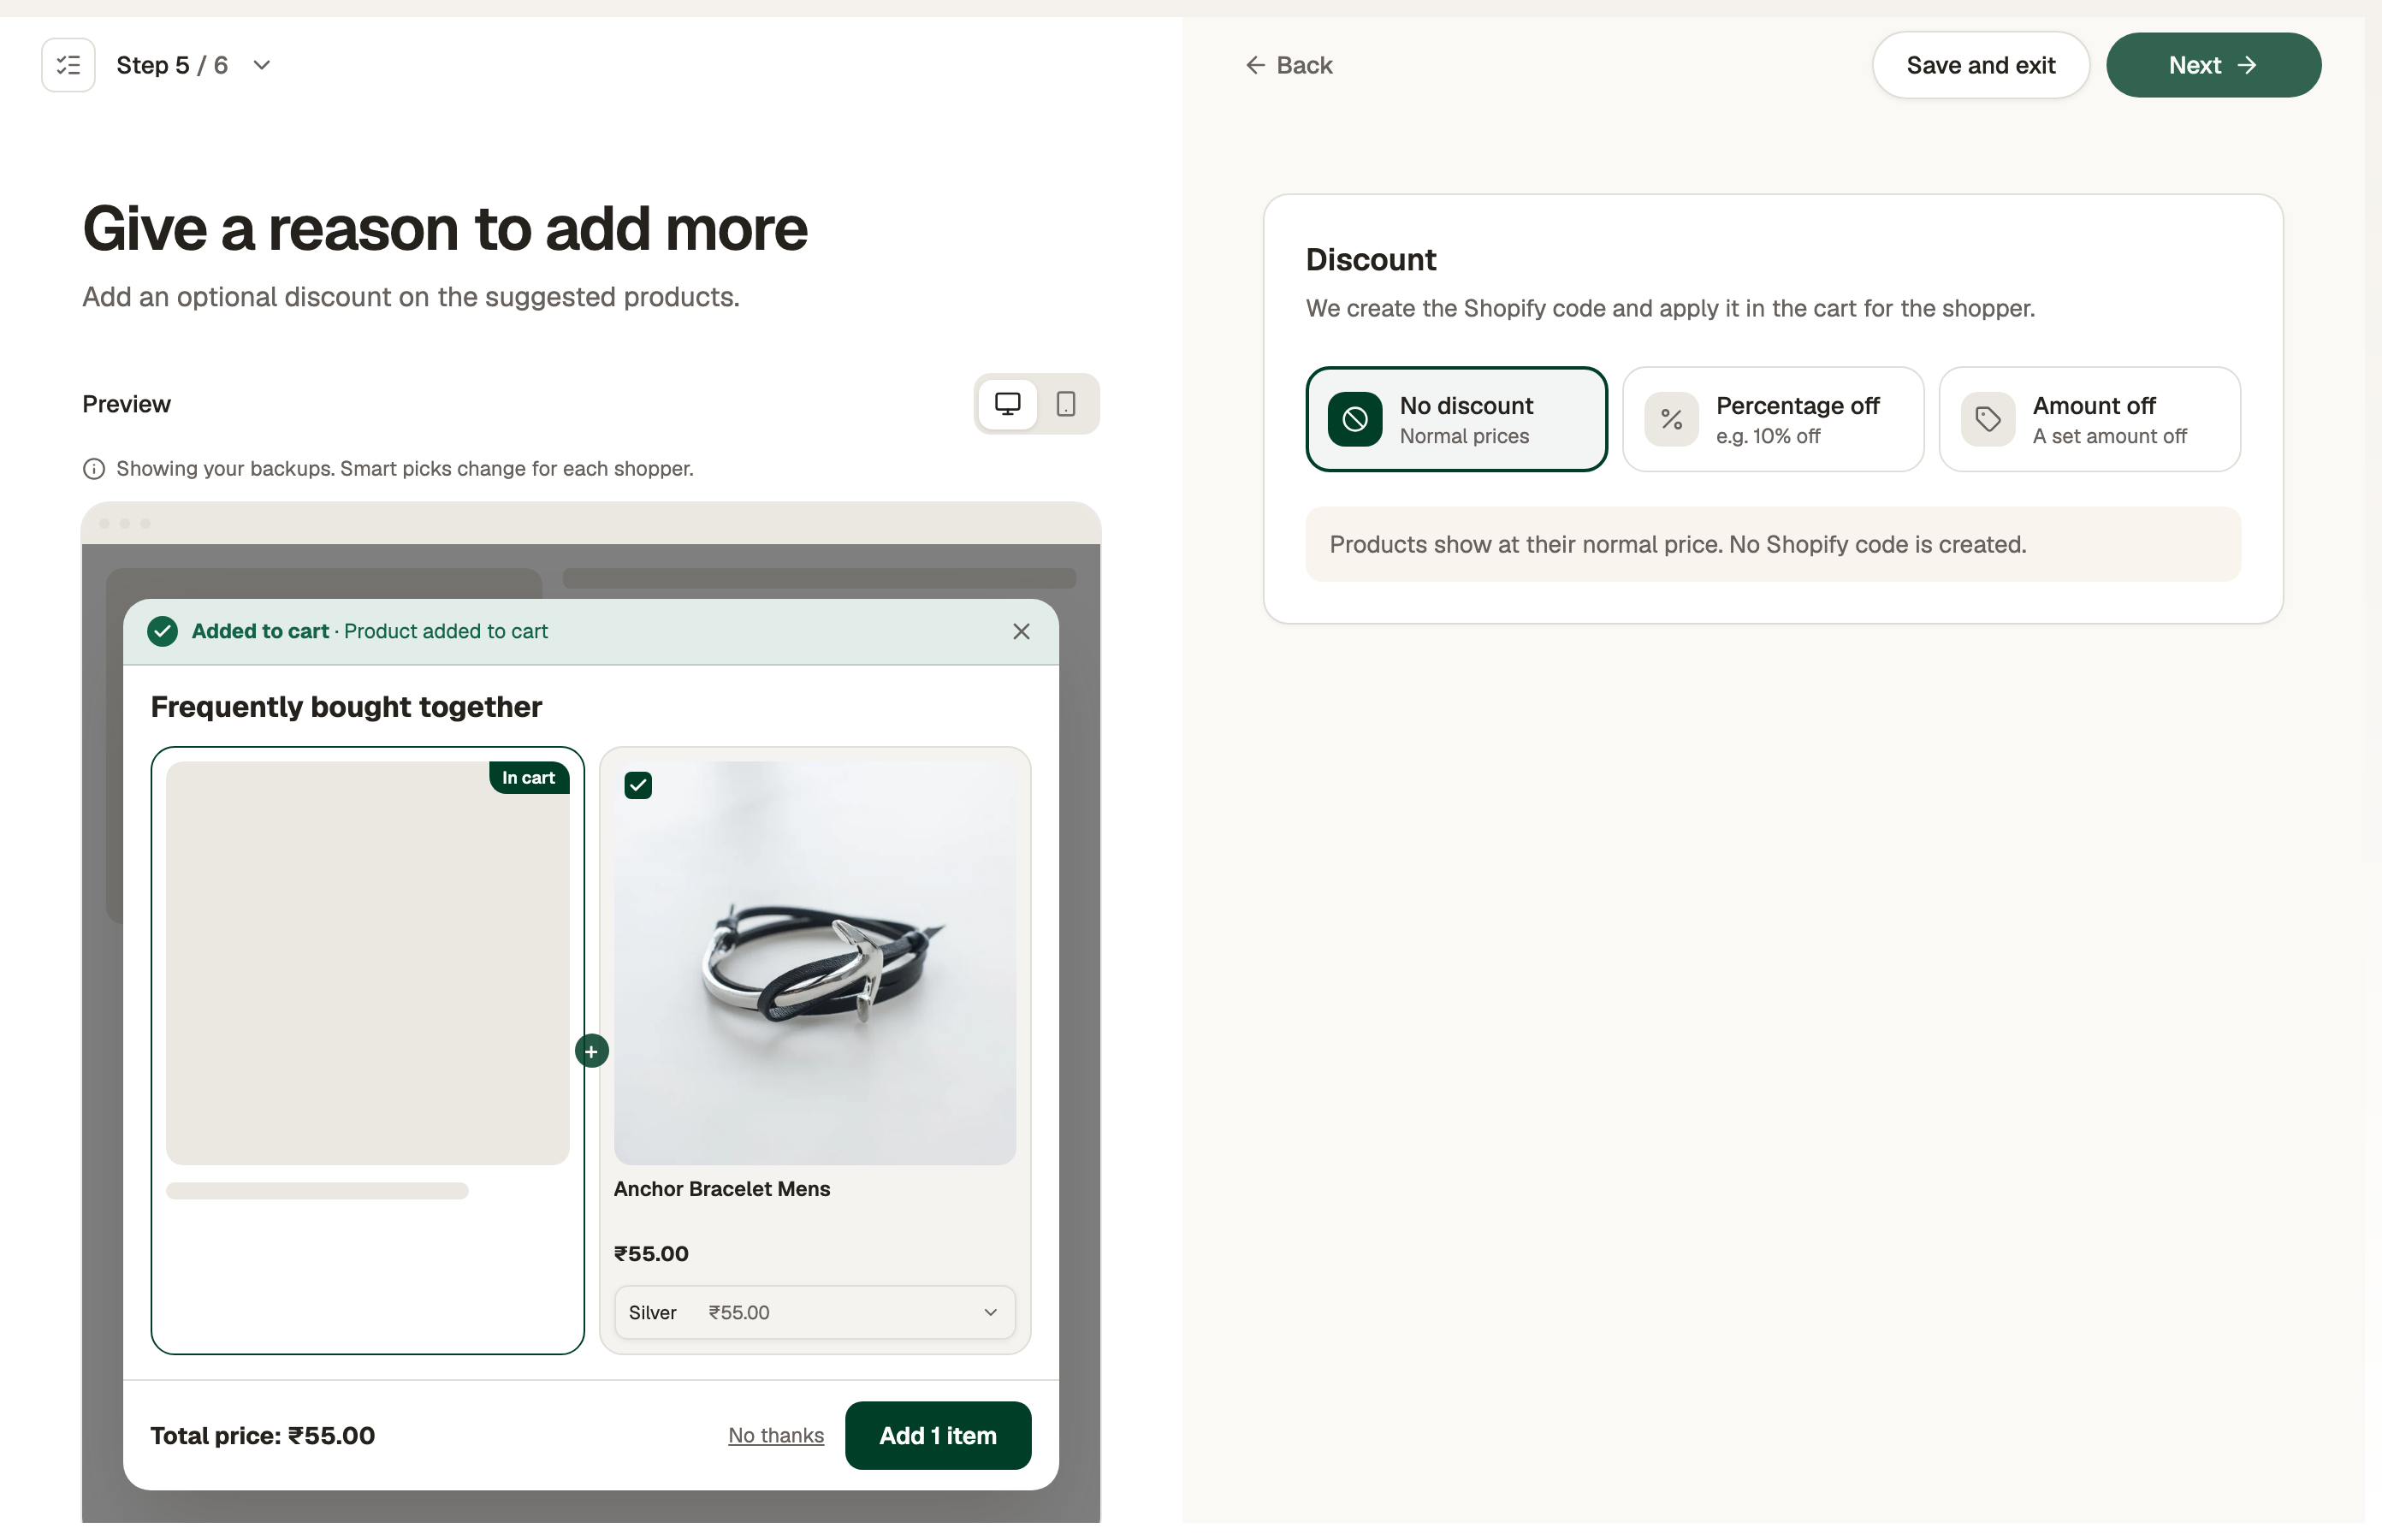 Step 5 / 6
Back
Save and exit
Next
Give a reason to add more
Add an optional discount on the suggested products.
Preview
Showing your backups. Smart picks change for each shopper.
Added to cart · Product added to cart
Frequently bought together
In cart
Anchor Bracelet Mens
₹55.00
Silver ₹55.00
Total price: ₹55.00
No thanks
Add 1 item
Discount
We create the Shopify code and apply it in the cart for the shopper.
No discount
Normal prices
Percentage off
e.g. 10% off
Amount off
A set amount off
Products show at their normal price. No Shopify code is created.